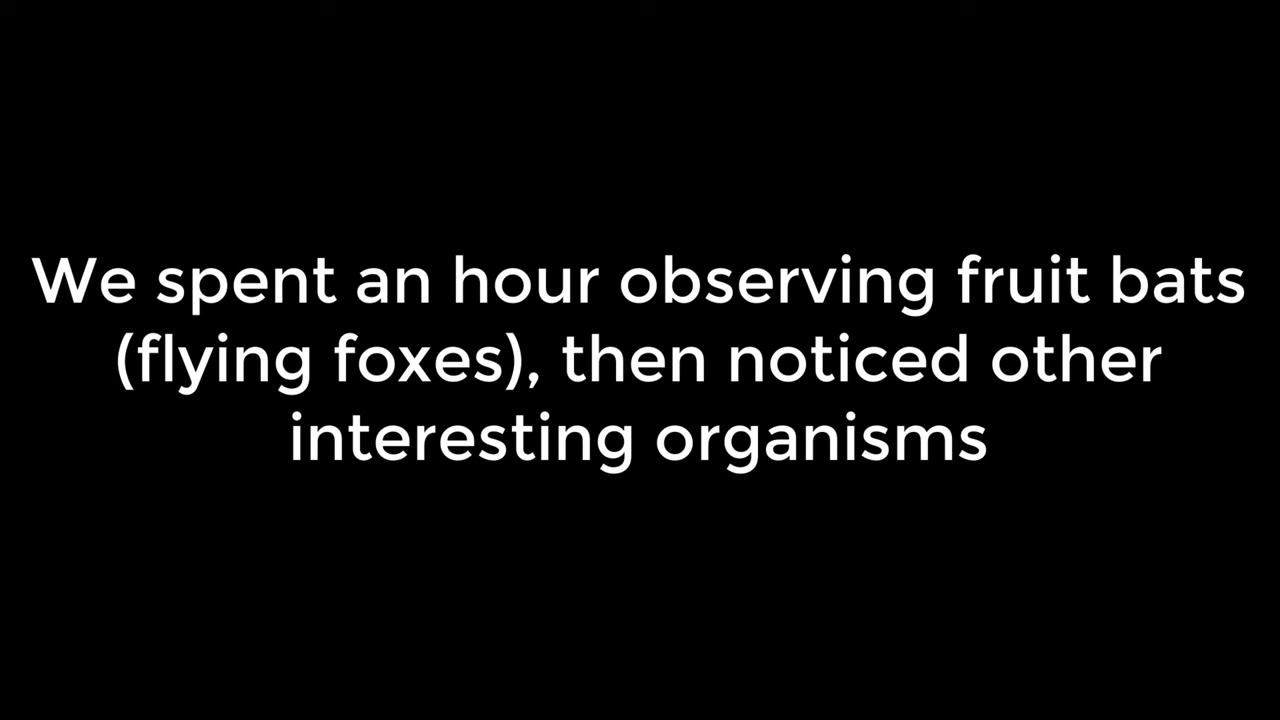 We spent an hour observing fruit bats
(flying foxes), then noticed other
interesting organisms